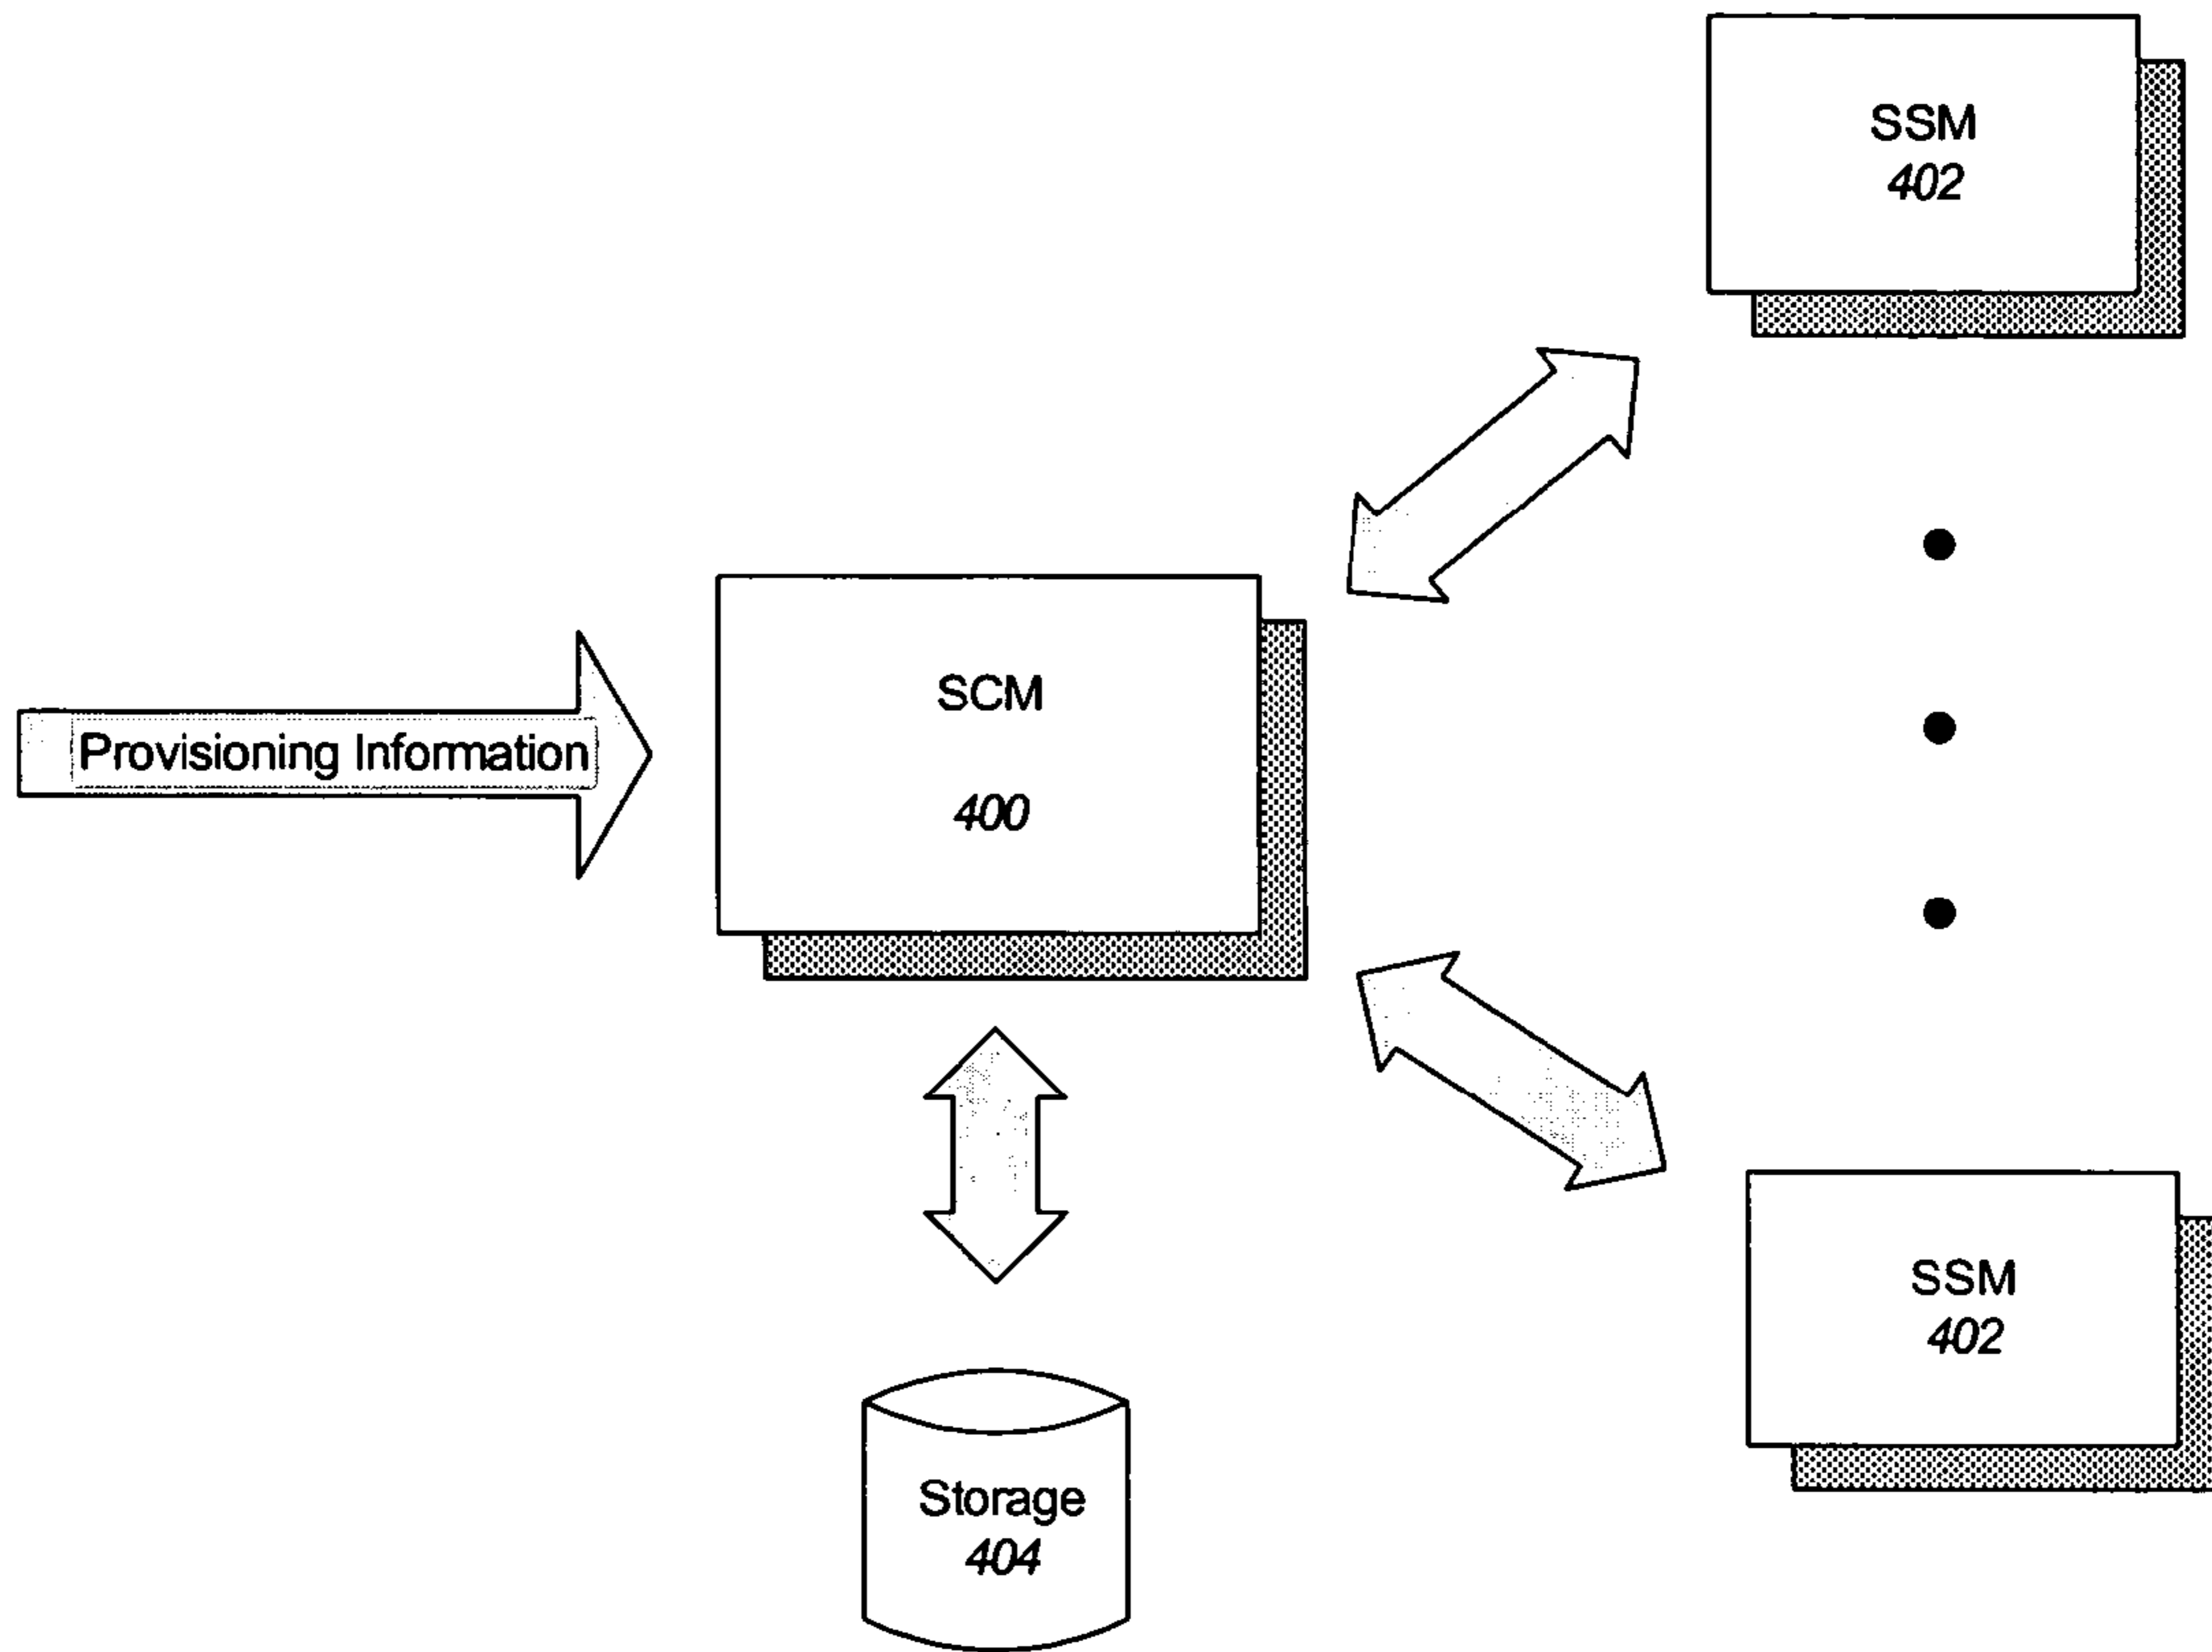 SSM
402
SCM
400
Provisioning Information
Storage
404
SSM
402